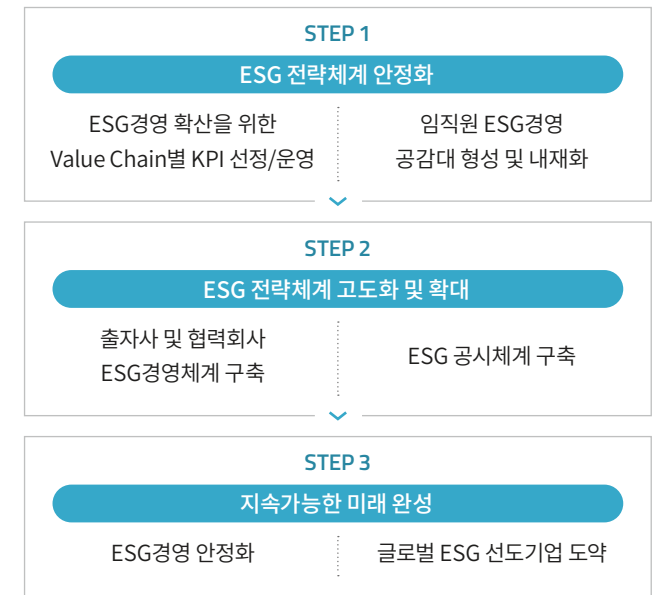 STEP 1
ESG 전략체계 안정화
ESG경영 확산을 위한
Value Chain별 KPI 선정/운영
임직원 ESG경영
공감대 형성 및 내재화
STEP 2
ESG 전략체계 고도화 및 확대
출자사 및 협력회사
ESG경영체계 구축
ESG 공시체계 구축
STEP 3
지속가능한 미래 완성
ESG경영 안정화
글로벌 ESG 선도기업 도약